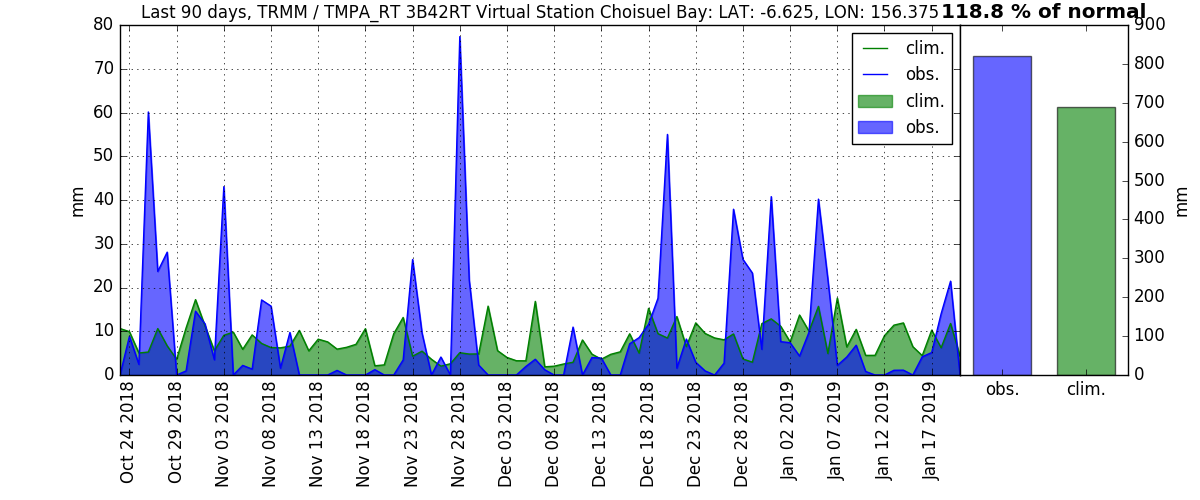 Last 90 days, TRMM / TMPA_RT 3B42RT Virtual Station Choisuel Bay: LAT: -6.625, LON: 156.375
118.8 % of normal
mm
80
70
60
50
40
30
20
10
0
clim.
obs.
clim.
obs.
Oct 24 2018
Oct 29 2018
Nov 03 2018
Nov 08 2018
Nov 13 2018
Nov 18 2018
Nov 23 2018
Nov 28 2018
Dec 03 2018
Dec 08 2018
Dec 13 2018
Dec 18 2018
Dec 23 2018
Dec 28 2018
Jan 02 2019
Jan 07 2019
Jan 12 2019
Jan 17 2019
900
800
700
600
500
400
300
200
100
0
mm
obs.
clim.